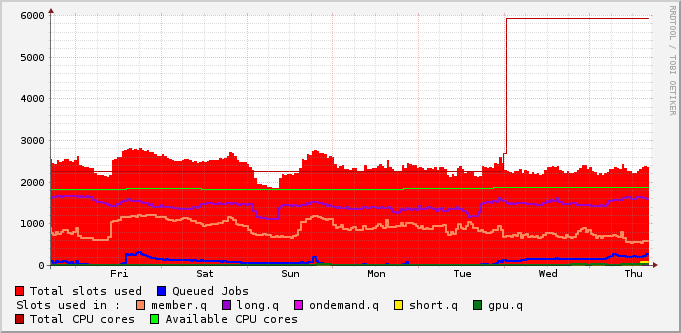 RRDTOOL / TOBI OETIKER
6000
5000
4000
3000
2000
1000
0
Fri Sat Sun Mon Tue Wed Thu
Total slots used Queued Jobs
Slots used in : member.q long.q ondemand.q short.q gpu.q
Total CPU cores Available CPU cores